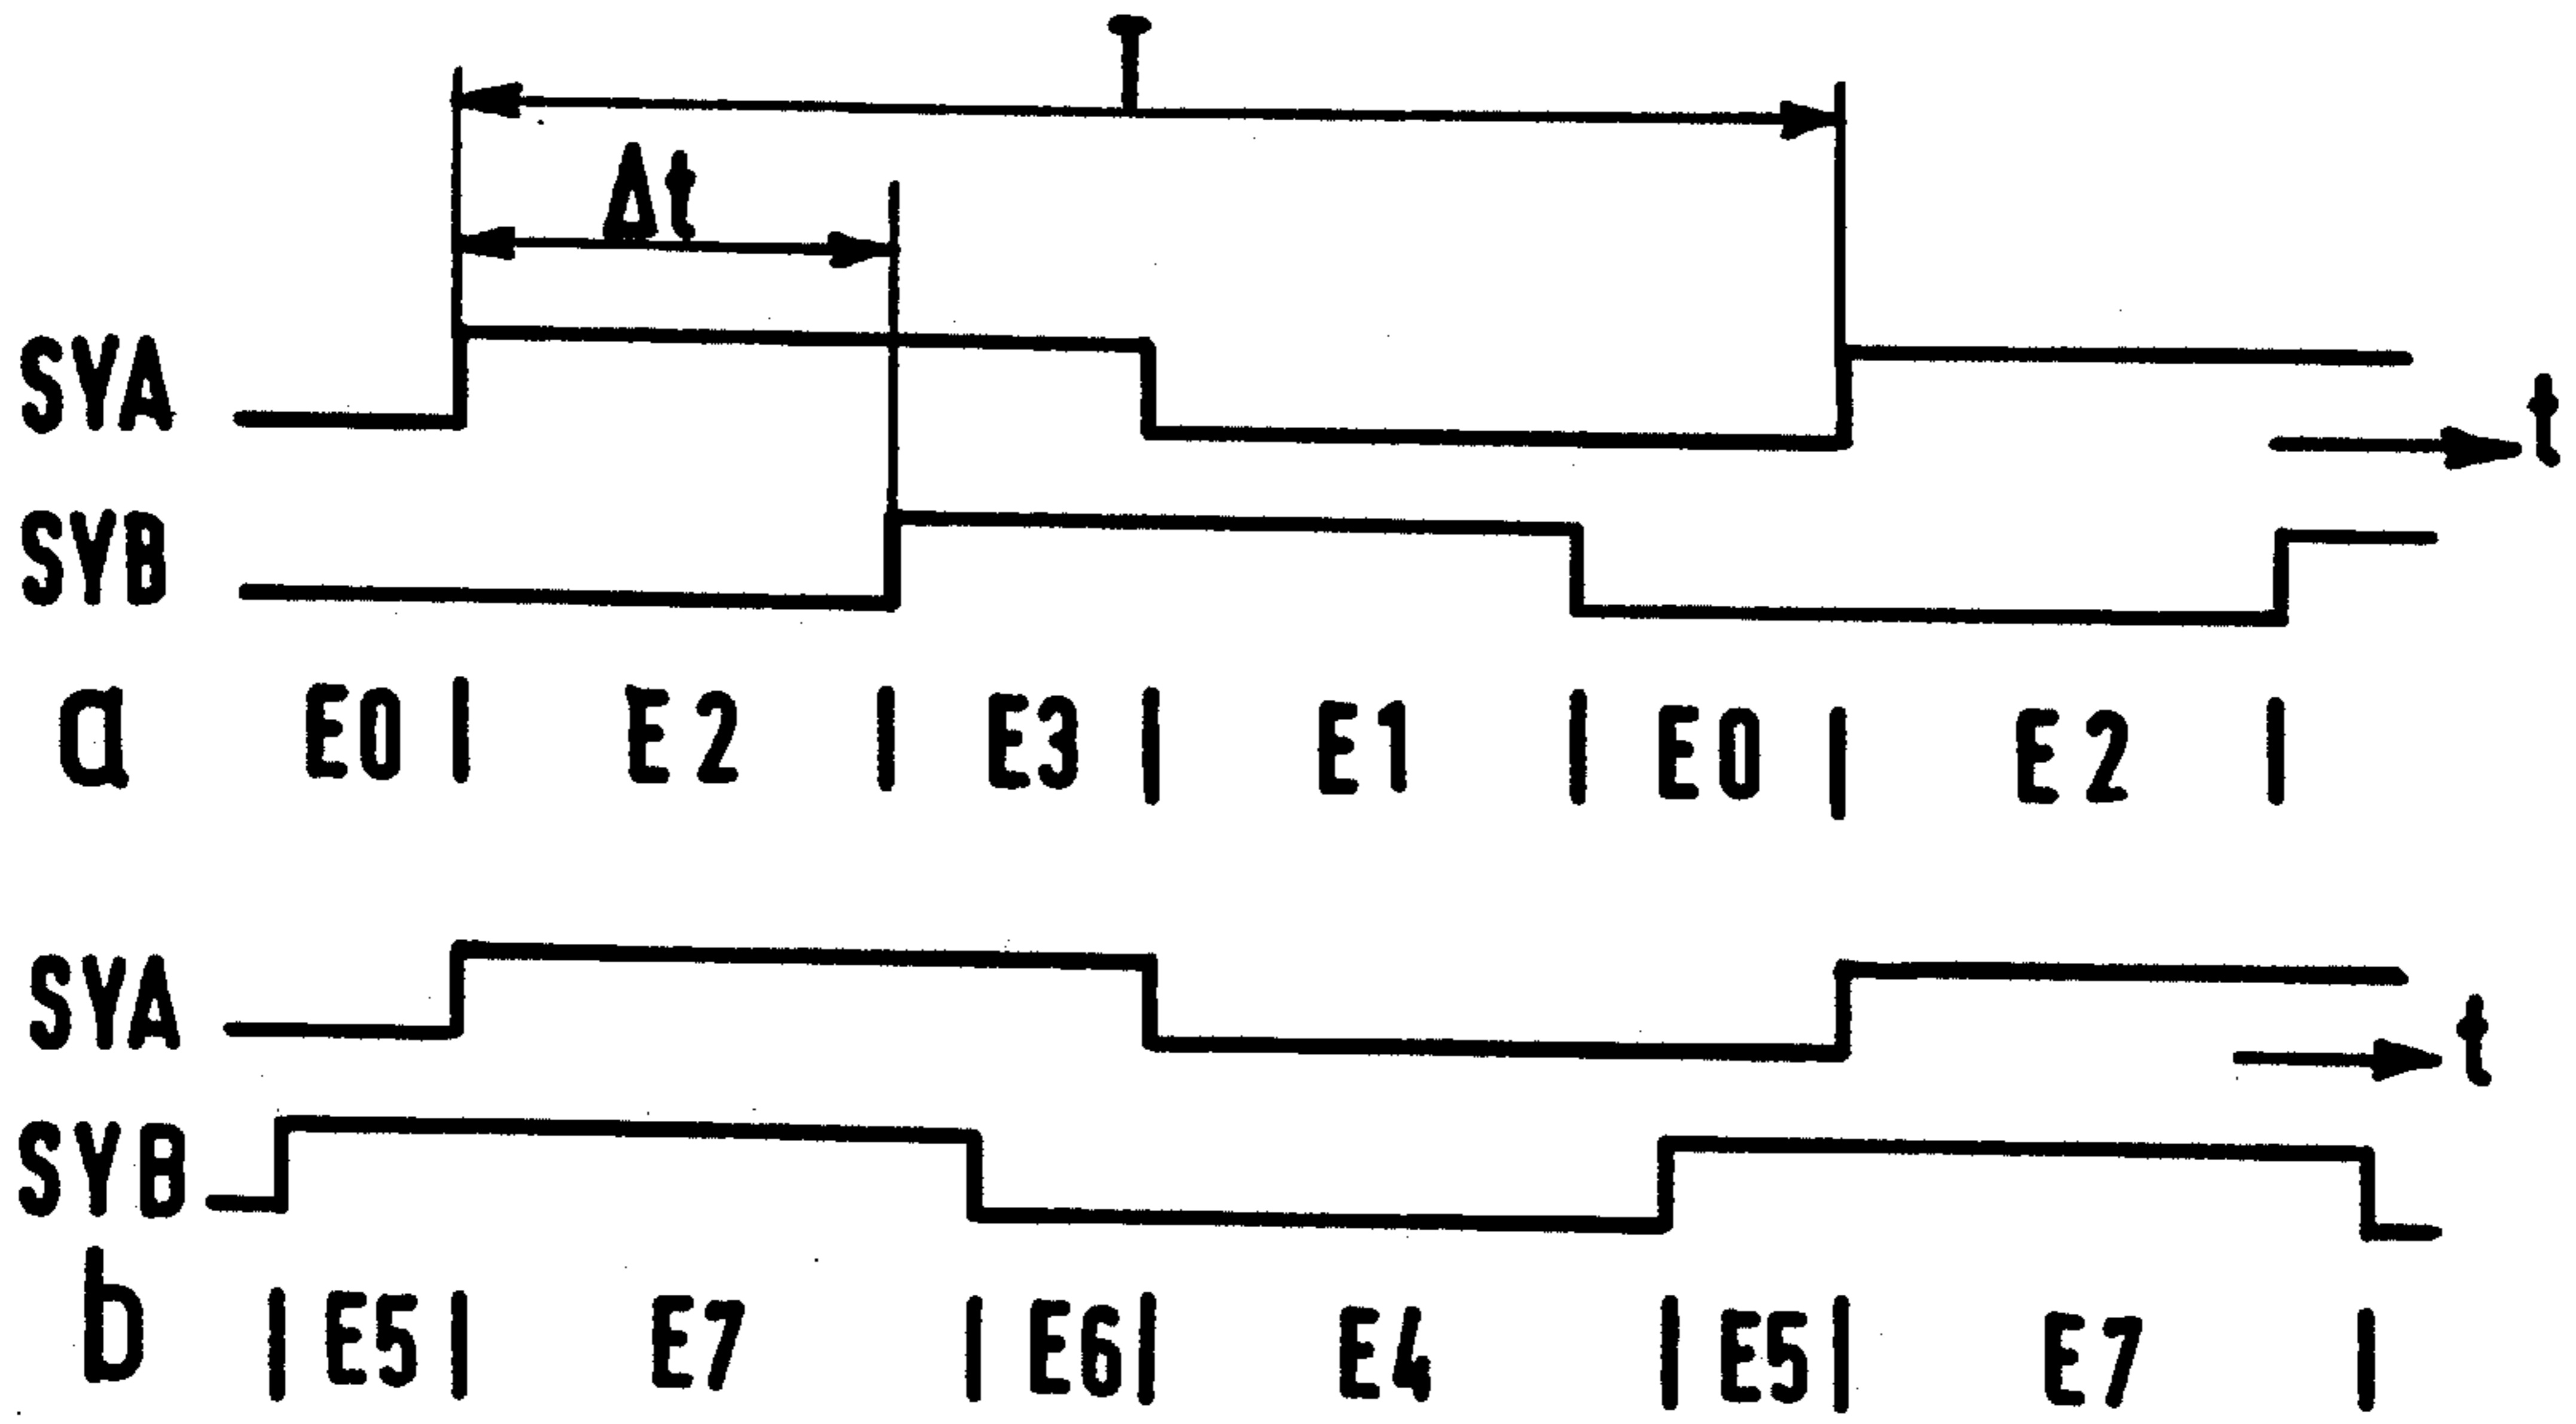 T
Δt
SYA
t
SYB
a E0 | E2 | E3 | E1 | E0 | E2 |
SYA
t
SYB
b | E5 | E7 | E6 | E4 | E5 | E7 |